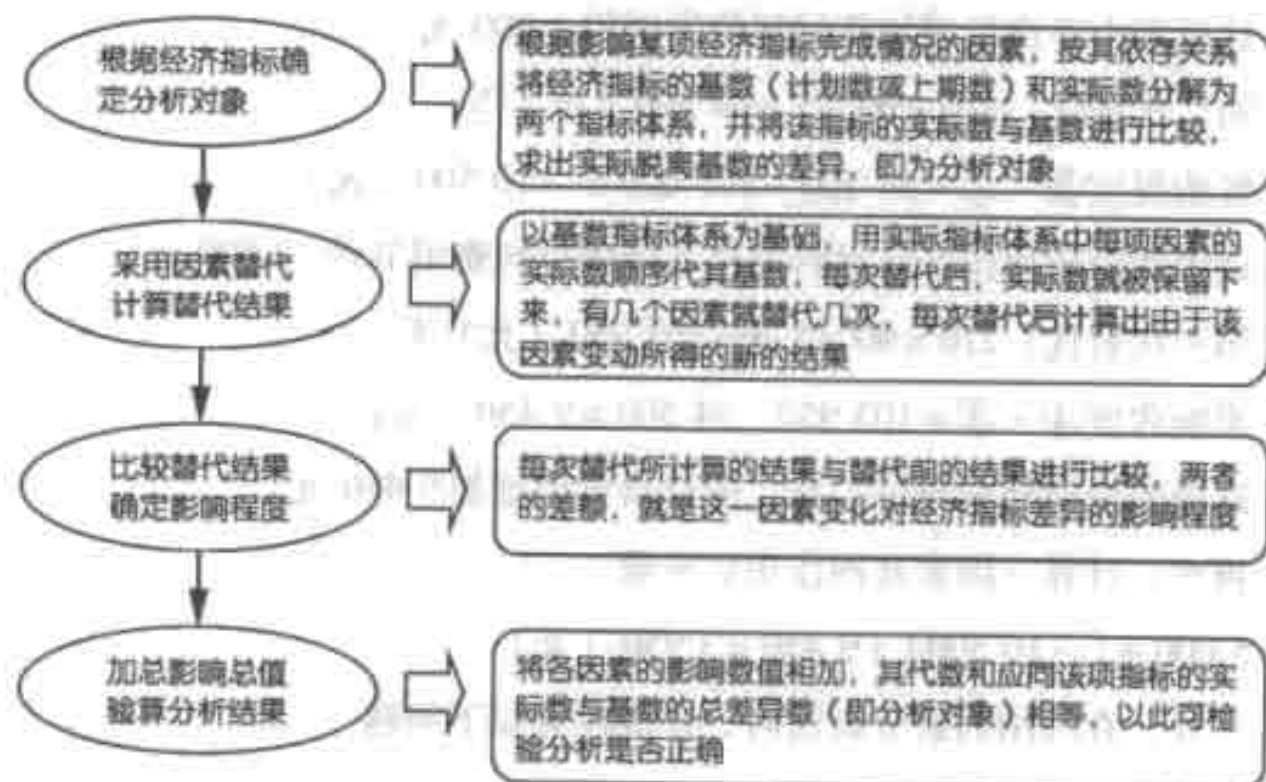 根据经济指标确
定分析对象
根据影响某项经济指标完成情况的因素，按其依存关系
将经济指标的基数（计划数或上期数）和实际数分解为
两个指标体系，并将该指标的实际数与基数进行比较，
求出实际脱离基数的差异，即为分析对象
采用因素替代
计算替代结果
以基数指标体系为基础，用实际指标体系中每项因素的
实际数顺序代其基数，每次替代后，实际数就被保留下
来，有几个因素就替代几次，每次替代后计算出由于该
因素变动所得的新的结果
比较替代结果
确定影响程度
每次替代所计算的结果与替代前的结果进行比较，两者
的差额，就是这一因素变化对经济指标差异的影响程度
加总影响总值
验算分析结果
将各因素的影响数值相加，其代数和应同该项指标的实
际数与基数的总差异数（即分析对象）相等，以此可检
验分析是否正确